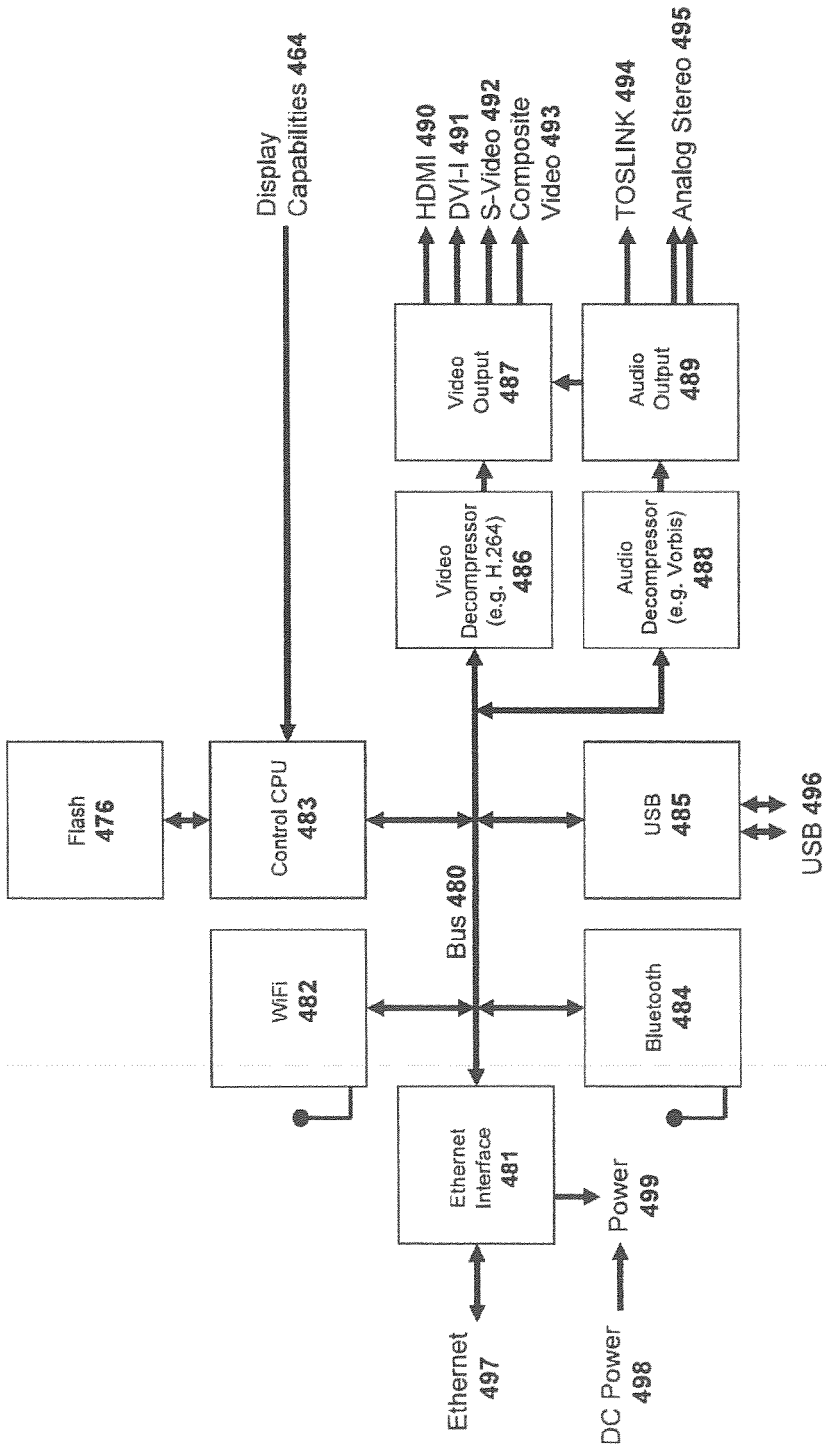 Flash
476
Display
Capabilities 464
WiFi
482
Control CPU
483
Bus 480
Ethernet
497
Ethernet
Interface
481
Video
Decompressor
(e.g. H.264)
486
Video
Output
487
HDMI 490
DVI-I 491
S-Video 492
Composite
Video 493
DC Power
498
Power
499
Bluetooth
484
USB
485
Audio
Decompressor
(e.g. Vorbis)
488
Audio
Output
489
TOSLINK 494
Analog Stereo 495
USB 496